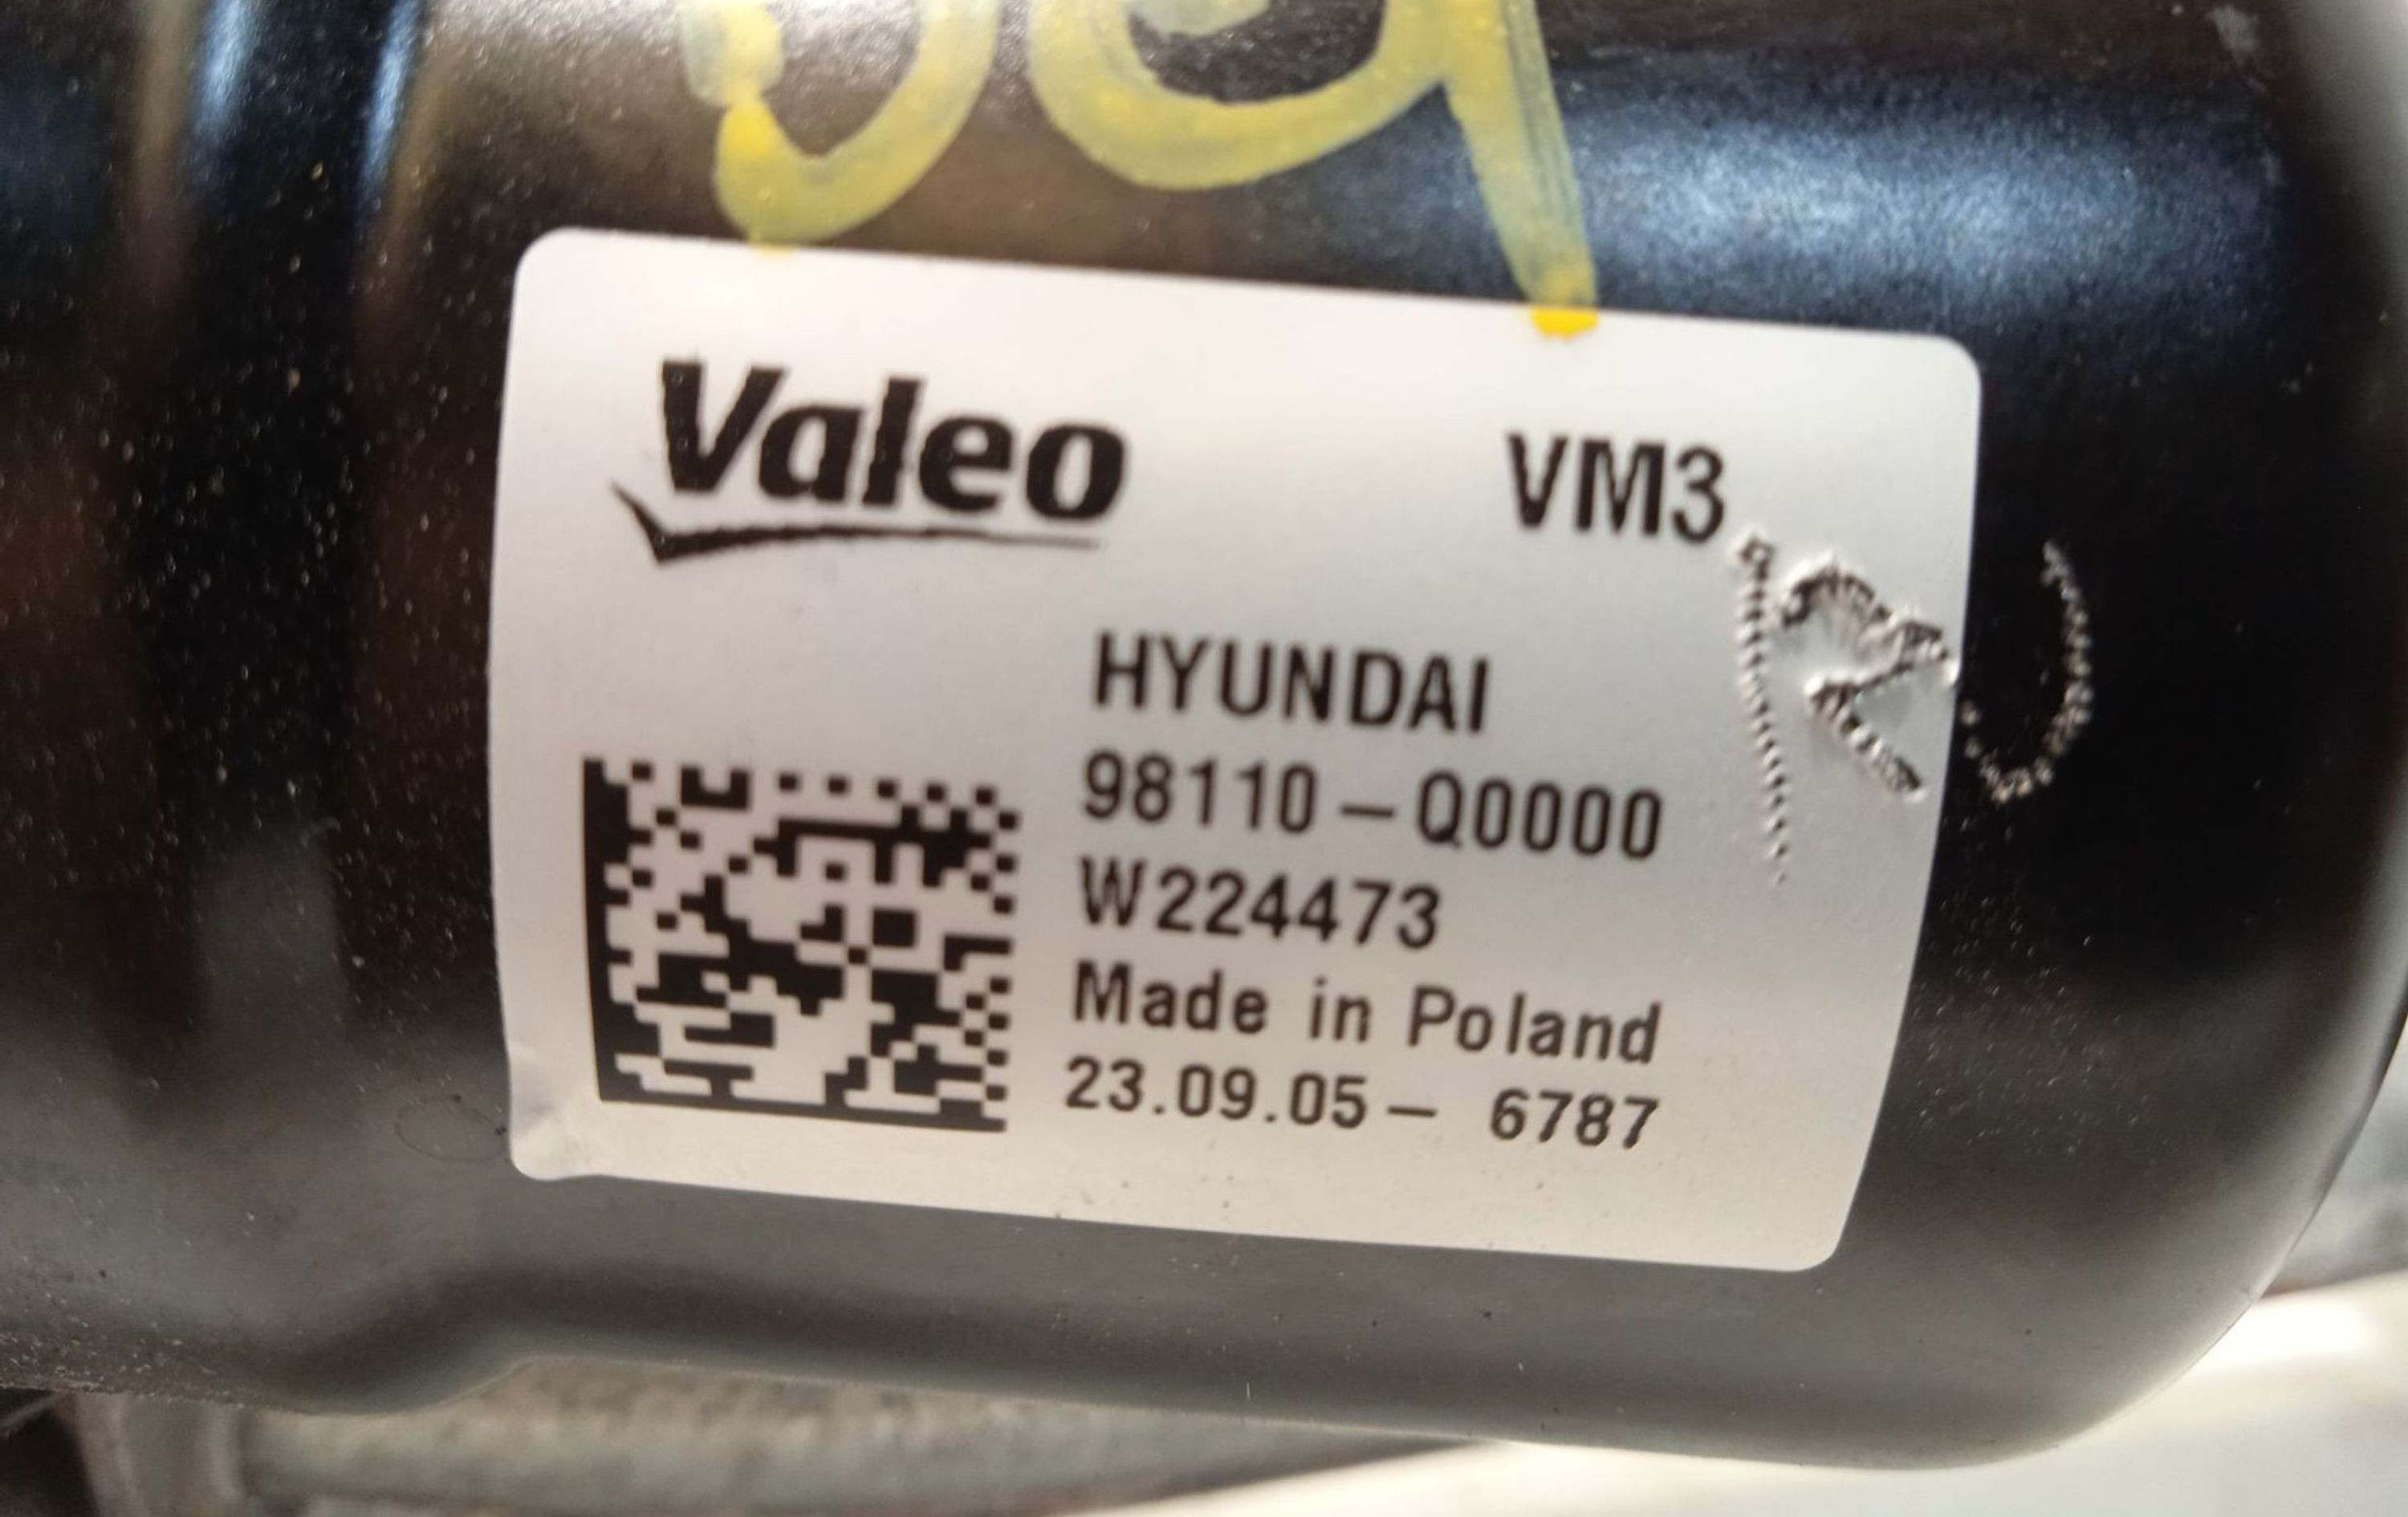 Valeo
VM3
HYUNDAI
98110-Q0000
W224473
Made in Poland
23.09.05- 6787